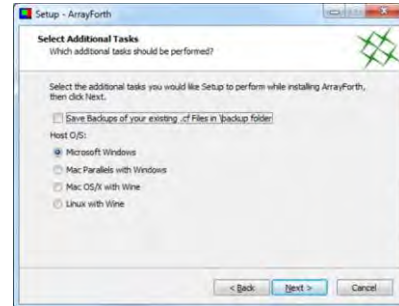 Setup - ArrayForth
Select Additional Tasks
Which additional tasks should be performed?
Select the additional tasks you would like Setup to perform while installing ArrayForth,
then click Next.
Save Backups of your existing .cf Files in \backup folder
Host O/S:
Microsoft Windows
Mac Parallels with Windows
Mac OS/X with Wine
Linux with Wine
< Back
Next >
Cancel